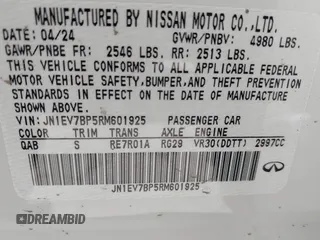 MANUFACTURED BY NISSAN MOTOR CO.,LTD.
DATE 04/24 GVWR/PNBV: 4980 LBS.
GAWR/PNBE FR: 2546 LBS. RR: 2513 LBS.
THIS VEHICLE CONFORMS TO ALL APPLICABLE FEDERAL
MOTOR VEHICLE SAFETY,BUMPER,AND THEFT PREVENTION
STANDARDS IN EFFECT ON THE DATE OF MANUFACTURE
SHOWN ABOVE.
VIN: JN1EV7BP5RM601925 PASSENGER CAR
COLOR TRIM TRANS AXLE ENGINE
QAB S RE7R01A RG29 VR30(DDTT) 2997CC
JN1EV7BP5RM601925
DREAMBID